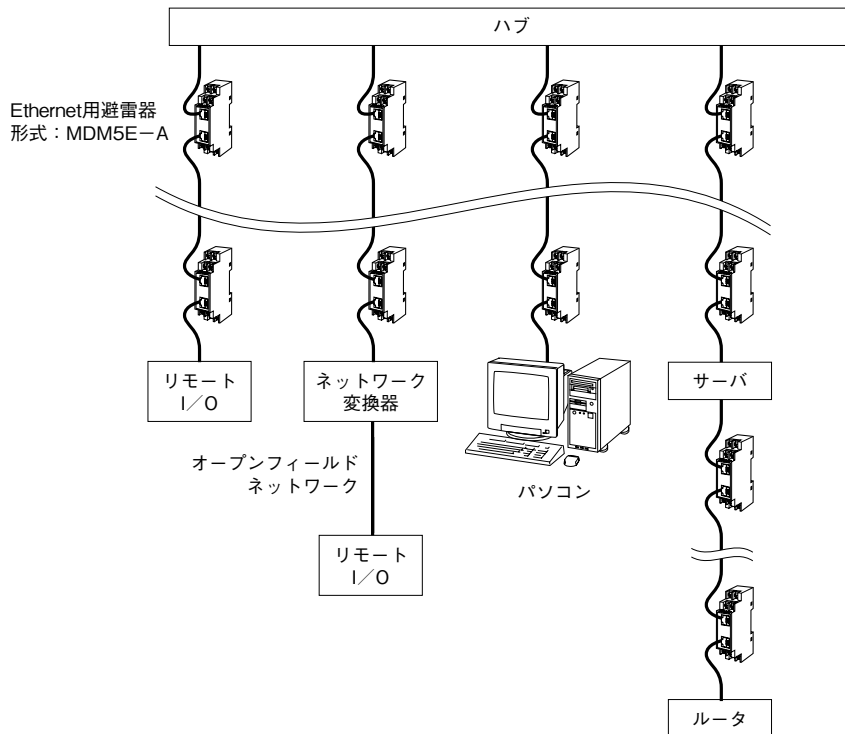 ハブ
Ethernet用避雷器
形式：MDM5E－A
リモート
I／O
ネットワーク
変換器
サーバ
オープンフィールド
ネットワーク
パソコン
リモート
I／O
ルータ